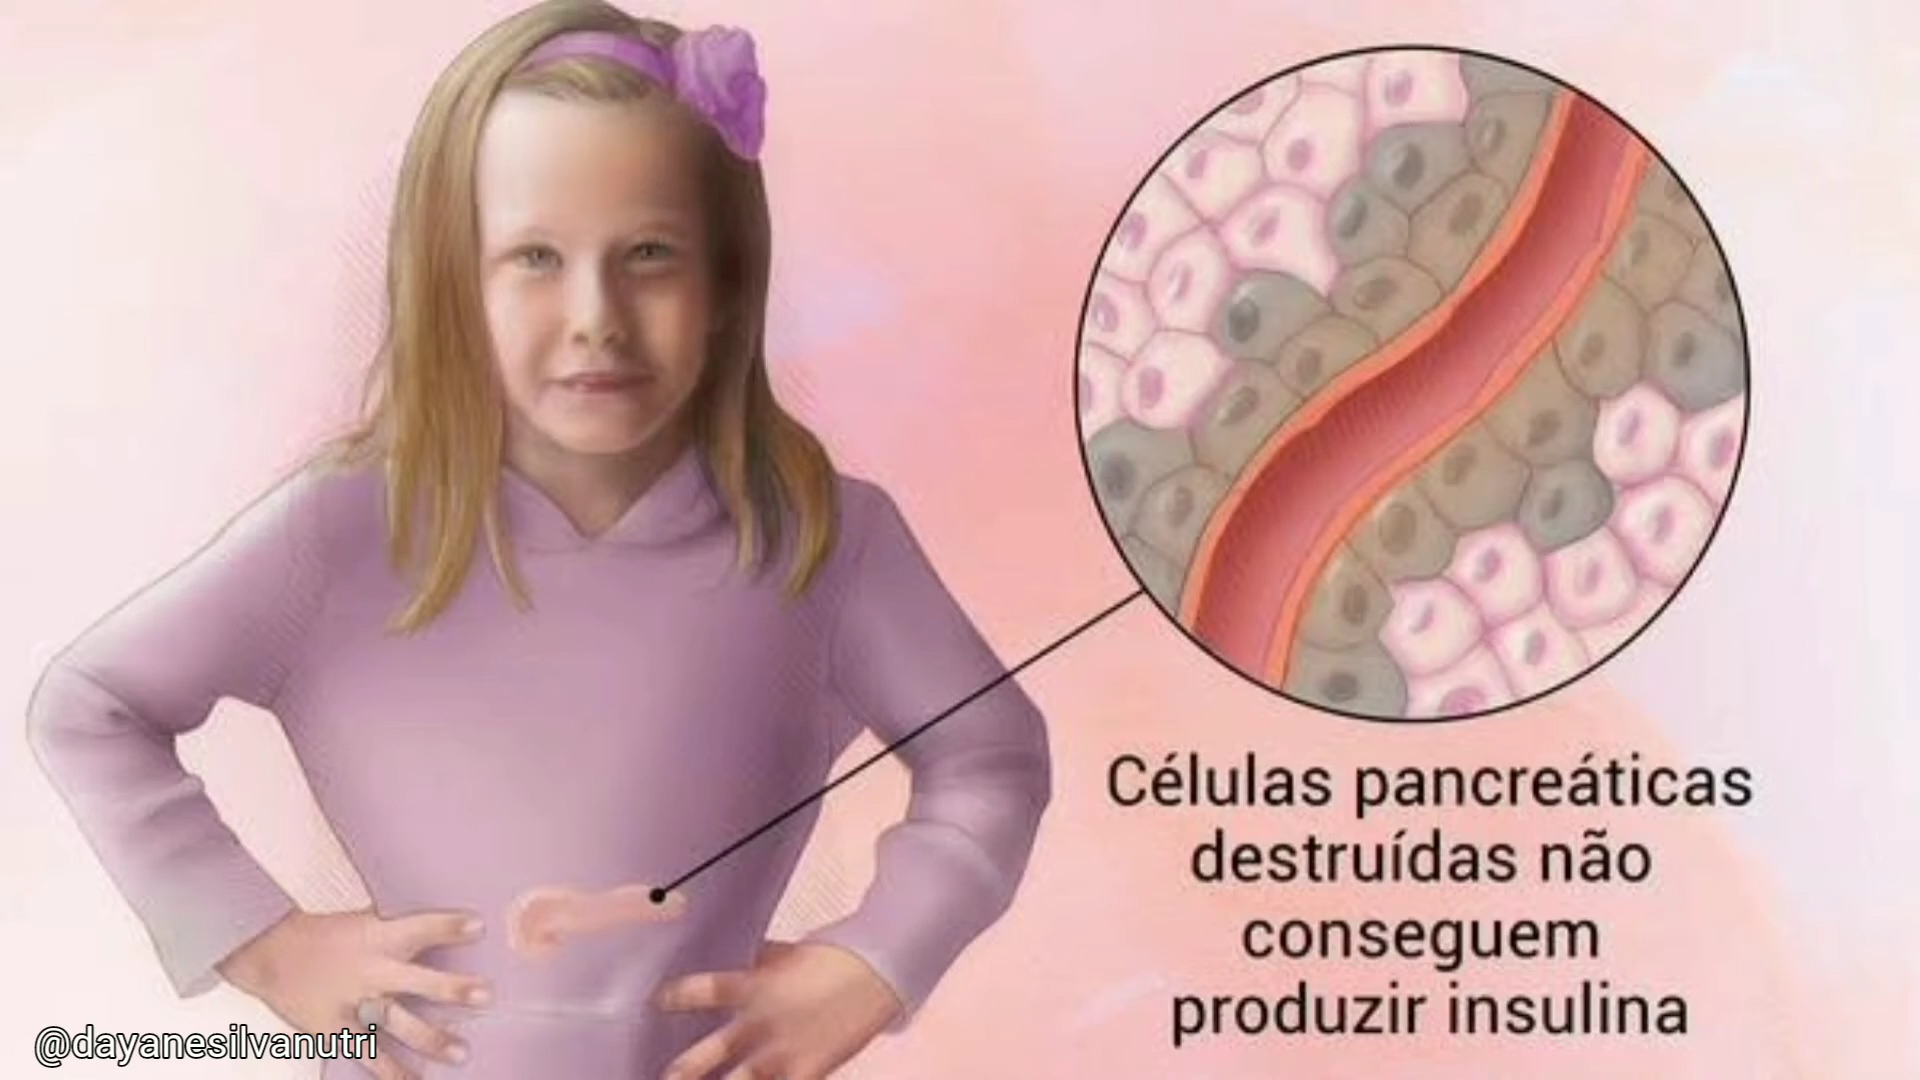 Células pancreáticas
destruídas não
conseguem
produzir insulina
@dayanesilvanutri